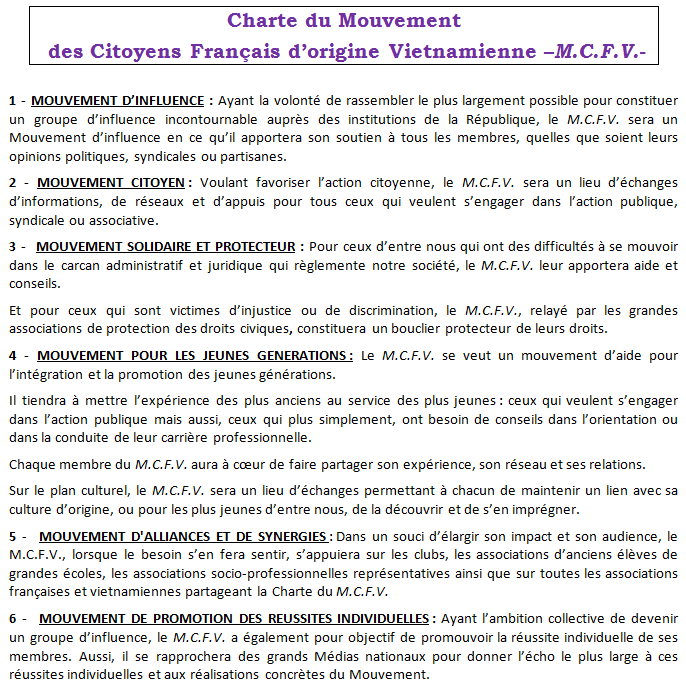 Charte du Mouvement
des Citoyens Français d'origine Vietnamienne –M.C.F.V.-
1 - MOUVEMENT D'INFLUENCE : Ayant la volonté de rassembler le plus largement possible pour constituer
un groupe d'influence incontournable auprès des institutions de la République, le M.C.F.V. sera un
Mouvement d'influence en ce qu'il apportera son soutien à tous les membres, quelles que soient leurs
opinions politiques, syndicales ou partisanes.
2 - MOUVEMENT CITOYEN : Voulant favoriser l'action citoyenne, le M.C.F.V. sera un lieu d'échanges
d'informations, de réseaux et d'appuis pour tous ceux qui veulent s'engager dans l'action publique,
syndicale ou associative.
3 - MOUVEMENT SOLIDAIRE ET PROTECTEUR : Pour ceux d'entre nous qui ont des difficultés à se mouvoir
dans le carcan administratif et juridique qui règlemente notre société, le M.C.F.V. leur apportera aide et
conseils.
Et pour ceux qui sont victimes d'injustice ou de discrimination, le M.C.F.V., relayé par les grandes
associations de protection des droits civiques, constituera un bouclier protecteur de leurs droits.
4 - MOUVEMENT POUR LES JEUNES GENERATIONS : Le M.C.F.V. se veut un mouvement d'aide pour
l'intégration et la promotion des jeunes générations.
Il tiendra à mettre l'expérience des plus anciens au service des plus jeunes : ceux qui veulent s'engager
dans l'action publique mais aussi, ceux qui plus simplement, ont besoin de conseils dans l'orientation ou
dans la conduite de leur carrière professionnelle.
Chaque membre du M.C.F.V. aura à cœur de faire partager son expérience, son réseau et ses relations.
Sur le plan culturel, le M.C.F.V. sera un lieu d'échanges permettant à chacun de maintenir un lien avec sa
culture d'origine, ou pour les plus jeunes d'entre nous, de la découvrir et de s'en imprégner.
5 - MOUVEMENT D'ALLIANCES ET DE SYNERGIES : Dans un souci d'élargir son impact et son audience, le
M.C.F.V., lorsque le besoin s'en fera sentir, s'appuiera sur les clubs, les associations d'anciens élèves de
grandes écoles, les associations socio-professionnelles représentatives ainsi que sur toutes les associations
françaises et vietnamiennes partageant la Charte du M.C.F.V.
6 - MOUVEMENT DE PROMOTION DES REUSSITES INDIVIDUELLES : Ayant l'ambition collective de devenir
un groupe d'influence, le M.C.F.V. a également pour objectif de promouvoir la réussite individuelle de ses
membres. Aussi, il se rapprochera des grands Médias nationaux pour donner l'écho le plus large à ces
réussites individuelles et aux réalisations concrètes du Mouvement.